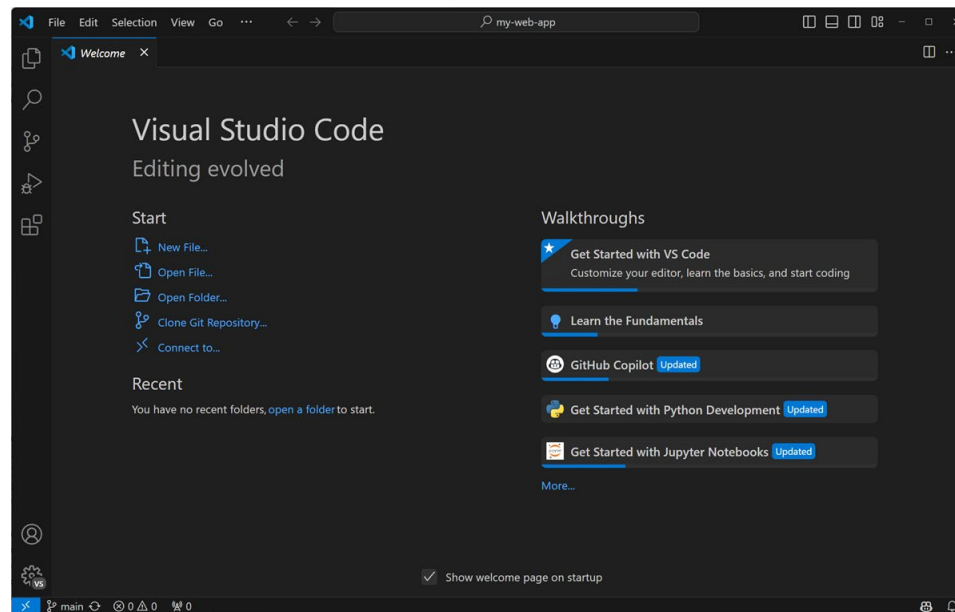 File Edit Selection View Go ··· my-web-app
Welcome
Visual Studio Code
Editing evolved
Start
New File...
Open File...
Open Folder...
Clone Git Repository...
Connect to...
Recent
You have no recent folders, open a folder to start.
Walkthroughs
Get Started with VS Code
Customize your editor, learn the basics, and start coding
Learn the Fundamentals
GitHub Copilot Updated
Get Started with Python Development Updated
Get Started with Jupyter Notebooks Updated
More...
Show welcome page on startup
VS
main 0 0 0